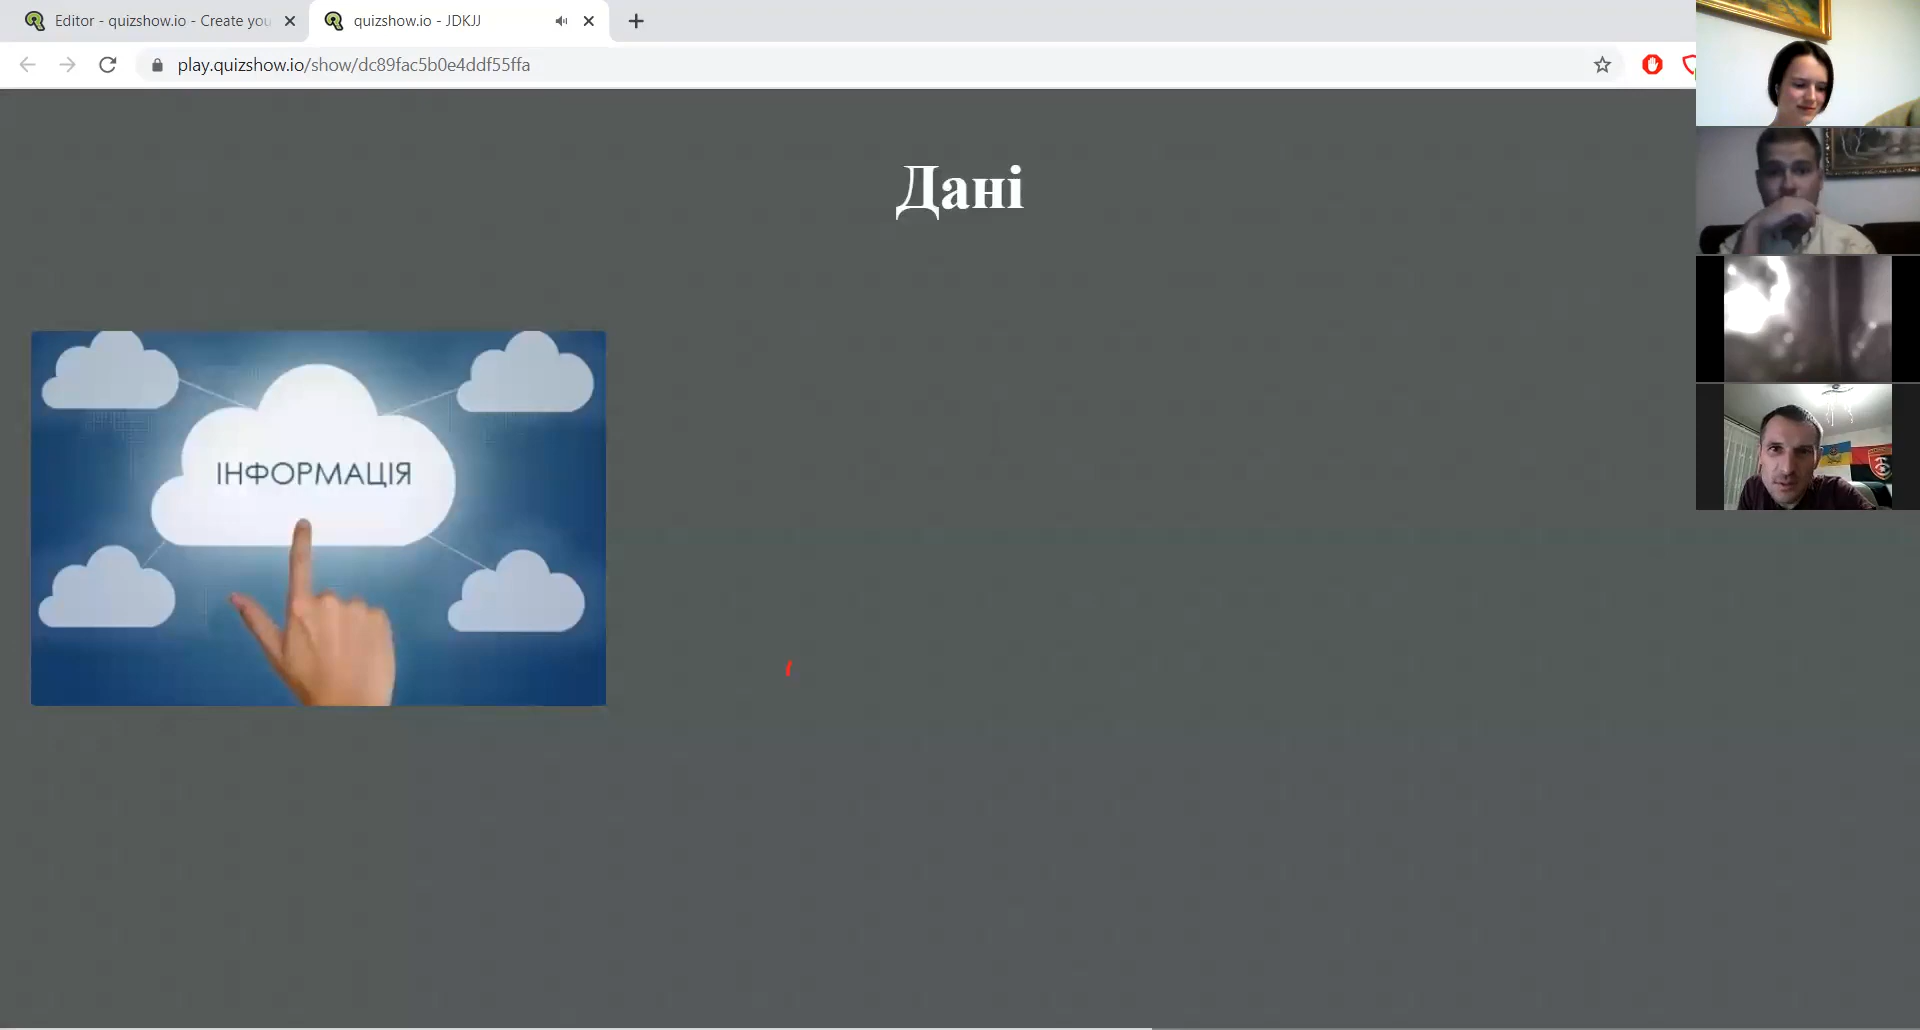 Editor - quizshow.io - Create you
quizshow.io - JDKJJ
play.quizshow.io/show/dc89fac5b0e4ddf55ffa
Дані
ІНФОРМАЦІЯ